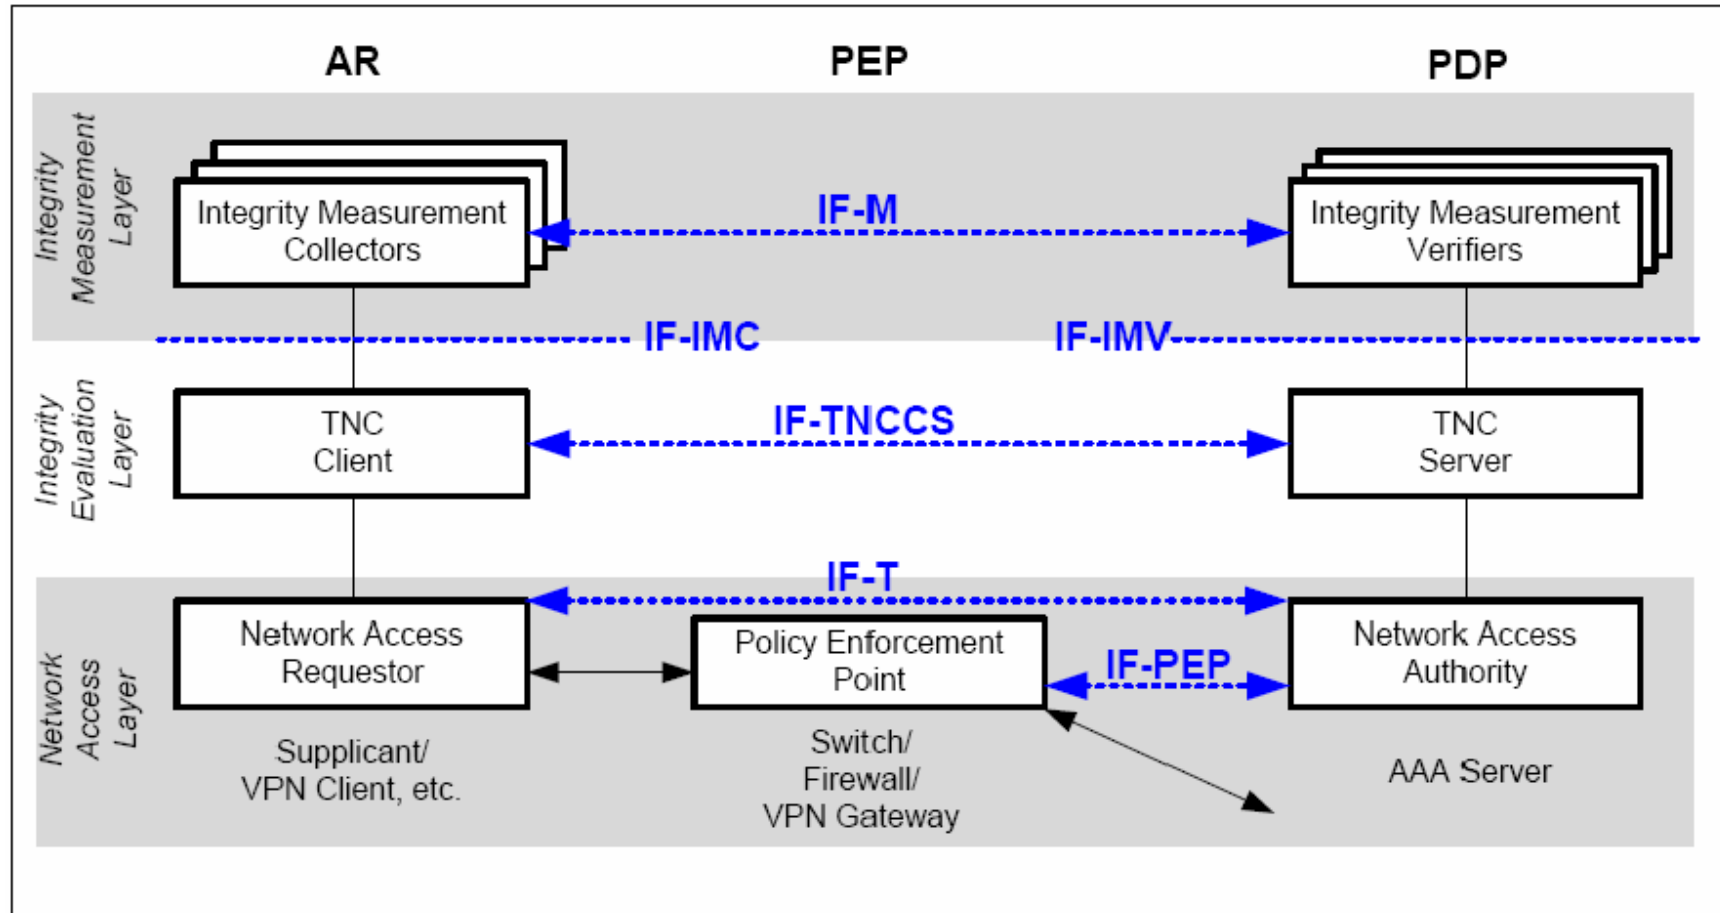 AR
PEP
PDP
Integrity
Measurement
Layer
Integrity Measurement
Collectors
IF-M
Integrity Measurement
Verifiers
IF-IMC
IF-IMV
Integrity
Evaluation
Layer
TNC
Client
IF-TNCCS
TNC
Server
Network
Access
Layer
IF-T
Network Access
Requestor
Policy Enforcement
Point
IF-PEP
Network Access
Authority
Supplicant/
VPN Client, etc.
Switch/
Firewall/
VPN Gateway
AAA Server